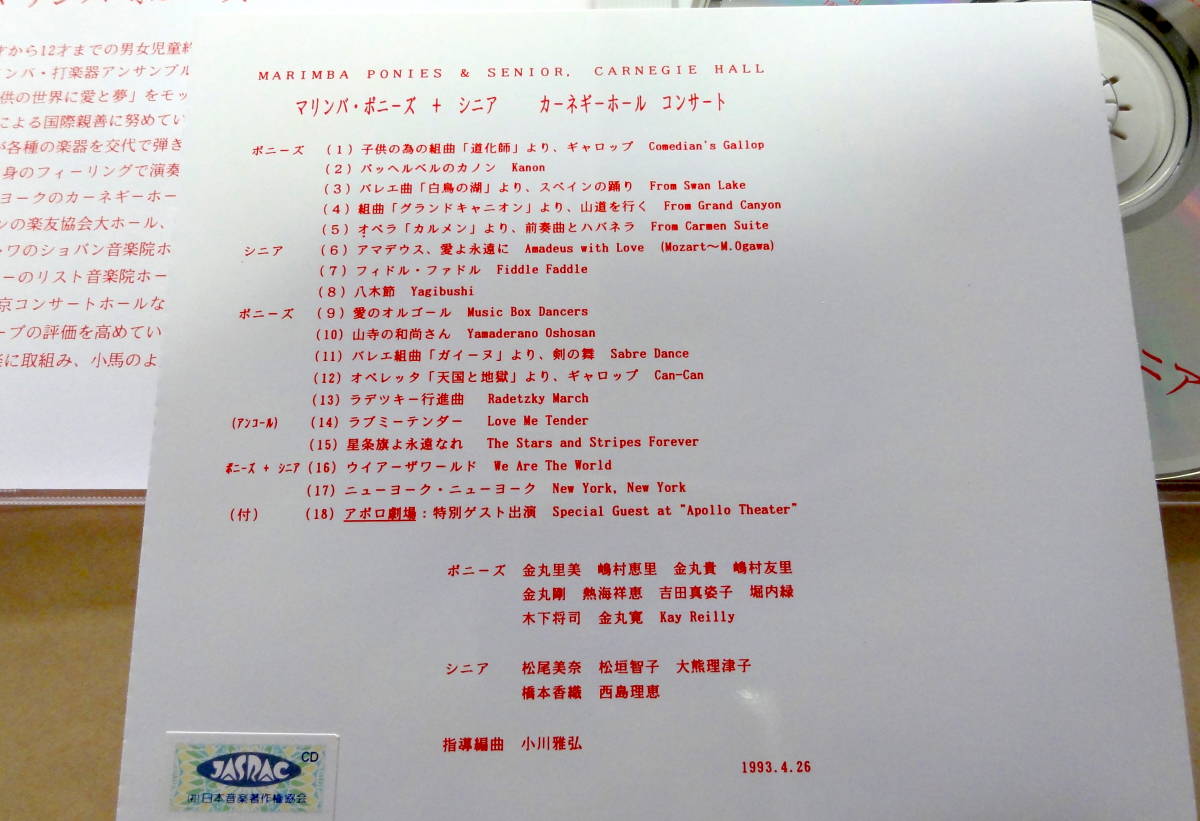 才から12才までの男女児童
ンバ・打楽器アンサンブル
供の世界に愛と夢」をモッ
による国際親善に努めてい
が各種の楽器を交代で弾き
身のフィーリングで演奏
ヨークのカーネギーホー
ンの楽友協会大ホール、
ワのショパン音楽院ホ
ーのリスト音楽院ホー
京コンサートホールな
ーブの評価を高めてい
に取組み、小馬のよ
MARIMBA PONIES & SENIOR, CARNEGIE HALL
マリンバ・ポニーズ + シニア カーネギーホール コンサート
ポニーズ (1) 子供の為の組曲「道化師」より、ギャロップ Comedian's Gallop
(2) バッヘルベルのカノン Kanon
(3) バレエ曲「白鳥の湖」より、スペインの踊り From Swan Lake
(4) 組曲「グランドキャニオン」より、山道を行く From Grand Canyon
(5) オペラ「カルメン」より、前奏曲とハバネラ From Carmen Suite
シニア (6) アマデウス、愛よ永遠に Amadeus with Love (Mozart～M.Ogawa)
(7) フィドル・ファドル Fiddle Faddle
(8) 八木節 Yagibushi
ポニーズ (9) 愛のオルゴール Music Box Dancers
(10) 山寺の和尚さん Yamaderano Oshosan
(11) バレエ組曲「ガイーヌ」より、剣の舞 Sabre Dance
(12) オペレッタ「天国と地獄」より、ギャロップ Can-Can
(13) ラデツキー行進曲 Radetzky March
(アンコール) (14) ラブミーテンダー Love Me Tender
(15) 星条旗よ永遠なれ The Stars and Stripes Forever
ポニーズ + シニア (16) ウイアーザワールド We Are The World
(17) ニューヨーク・ニューヨーク New York, New York
(付) (18) アポロ劇場：特別ゲスト出演 Special Guest at "Apollo Theater"
ポニーズ 金丸里美 嶋村恵里 金丸貴 嶋村友里
金丸剛 熱海祥恵 吉田真姿子 堀内緑
木下将司 金丸寛 Kay Reilly
シニア 松尾美奈 松垣智子 大熊理津子
橋本香織 西島理恵
指導編曲 小川雅弘
1993.4.26
JASRAC CD
(社)日本音楽著作権協会
ニア